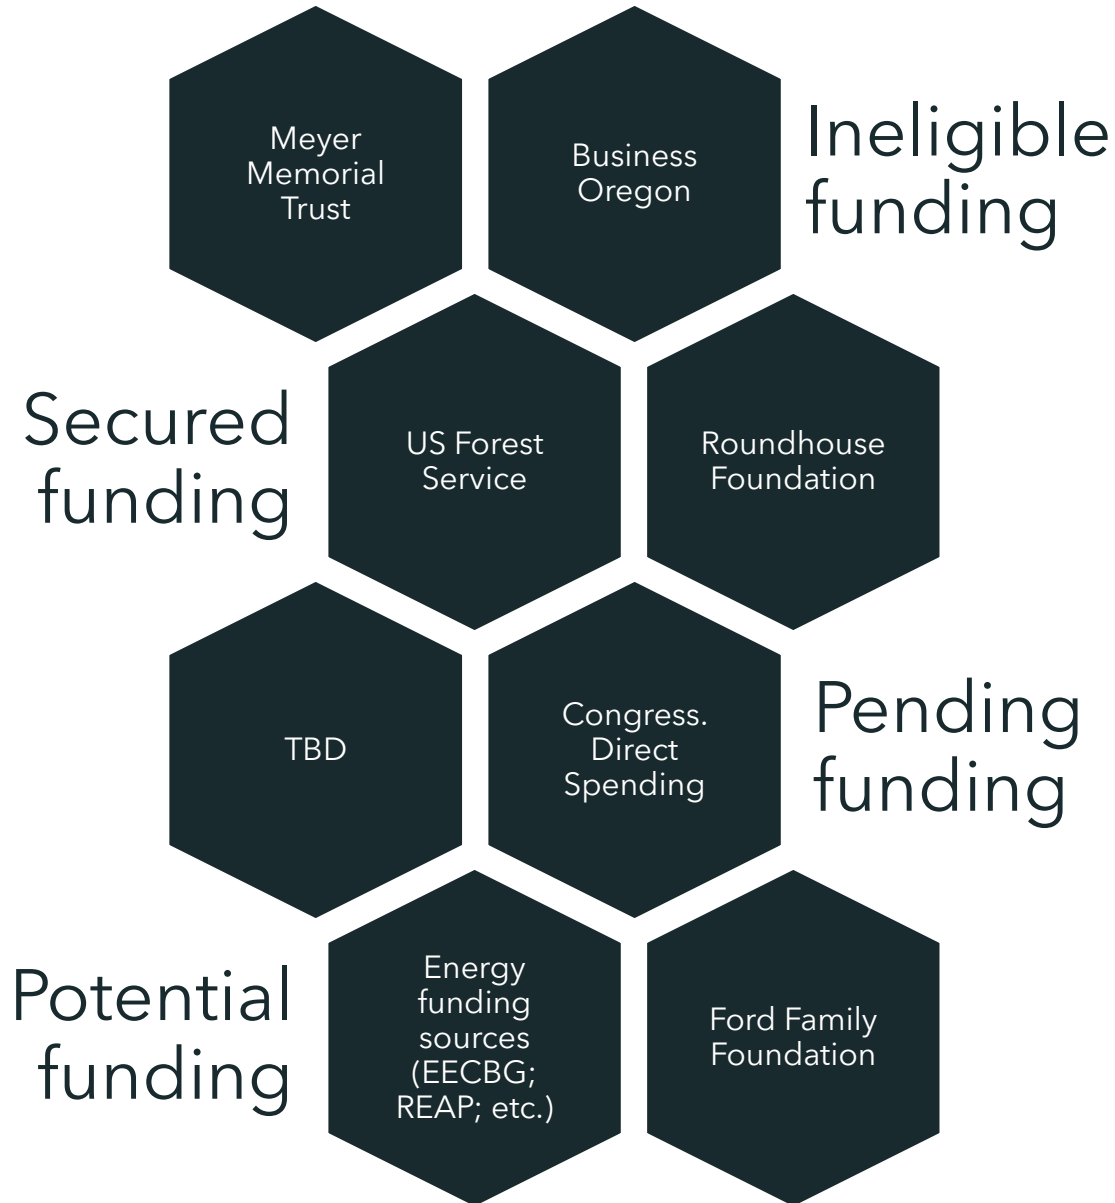 Meyer
Memorial
Trust
Business
Oregon
Ineligible
funding
Secured
funding
US Forest
Service
Roundhouse
Foundation
TBD
Congress.
Direct
Spending
Pending
funding
Potential
funding
Energy
funding
sources
(EECBG;
REAP; etc.)
Ford Family
Foundation